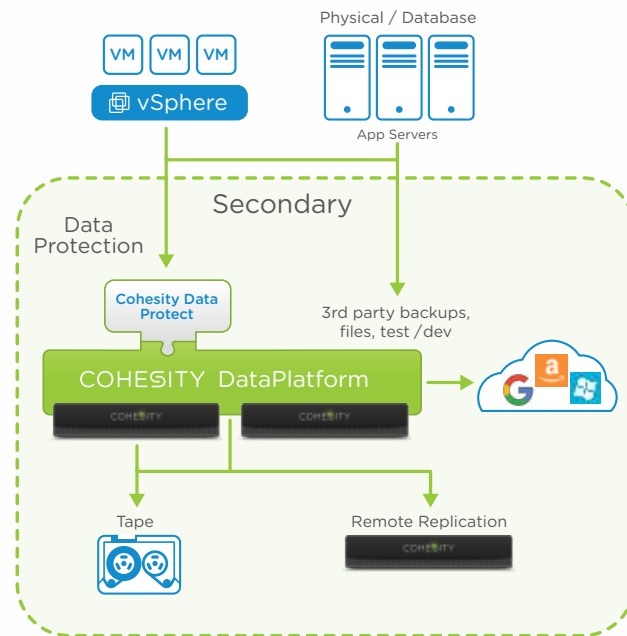 Physical / Database
VM VM VM
vSphere
App Servers
Secondary
Data
Protection
Cohesity Data
Protect
3rd party backups,
files, test /dev
COHESITY DataPlatform
COHESITY COHESITY
Tape
Remote Replication
COHESITY